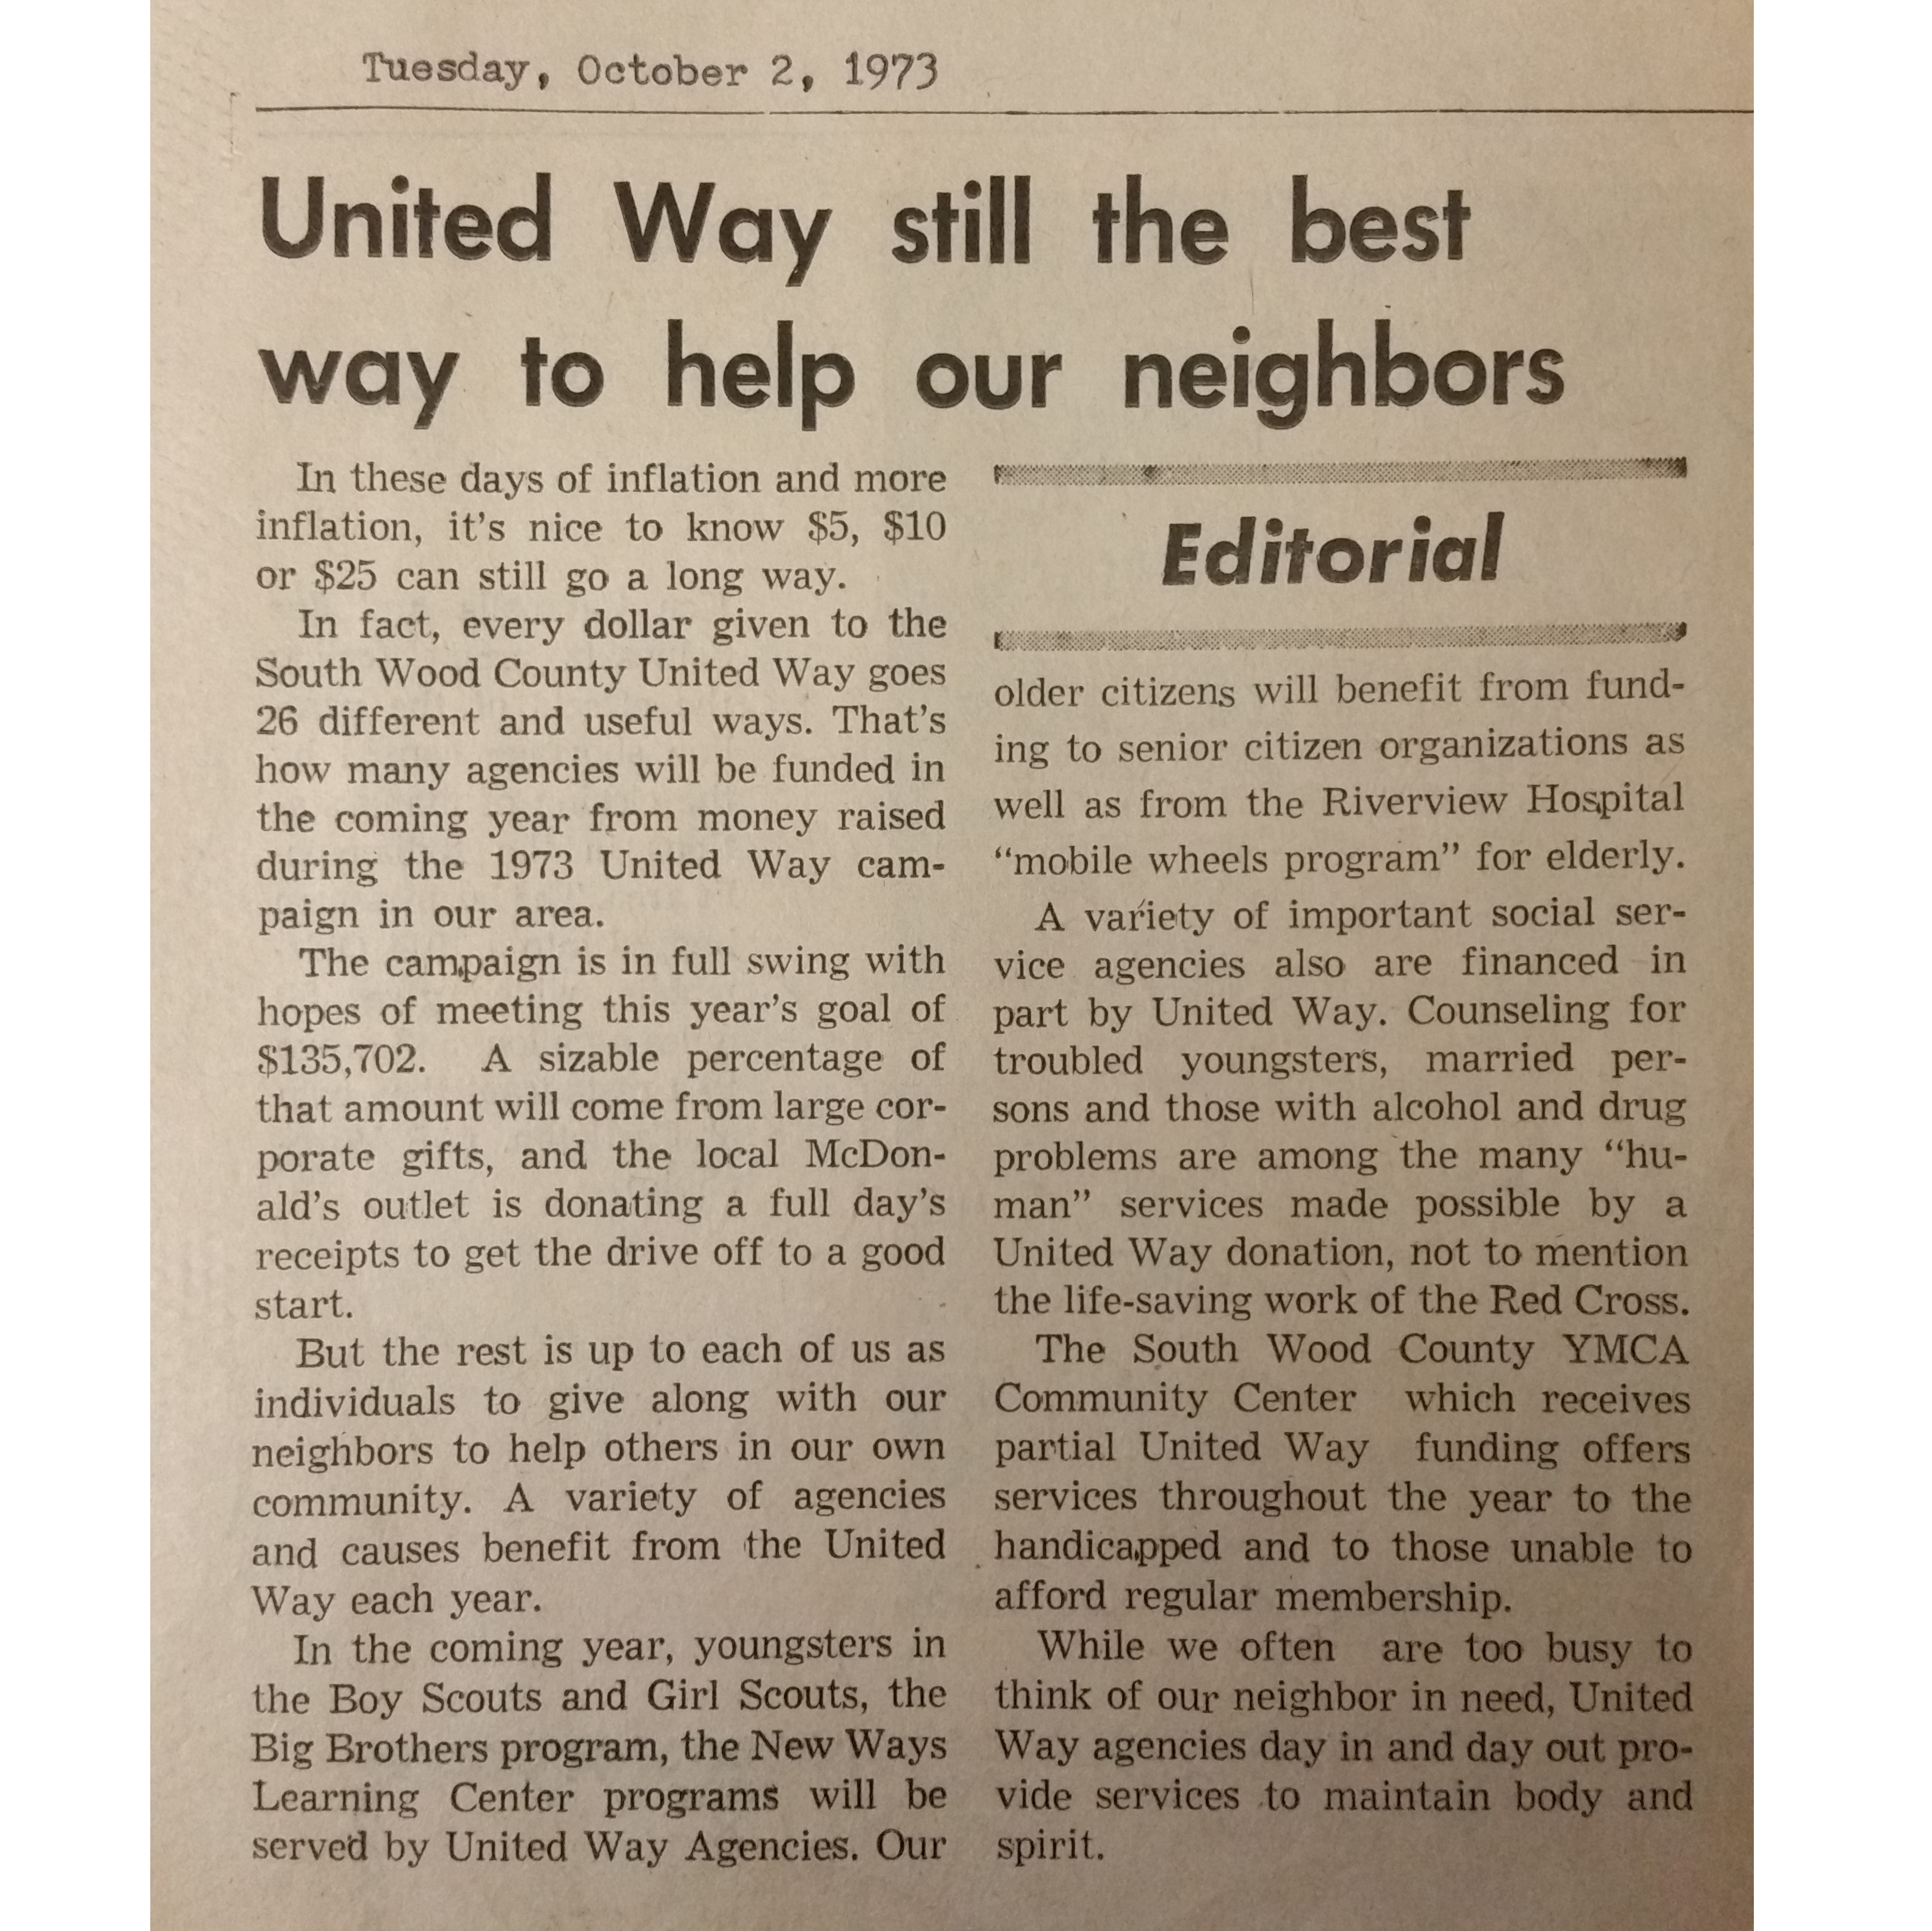 Tuesday, October 2, 1973
United Way still the best
way to help our neighbors
In these days of inflation and more
inflation, it's nice to know $5, $10
or $25 can still go a long way.
In fact, every dollar given to the
South Wood County United Way goes
26 different and useful ways. That's
how many agencies will be funded in
the coming year from money raised
during the 1973 United Way cam-
paign in our area.
The campaign is in full swing with
hopes of meeting this year's goal of
$135,702. A sizable percentage of
that amount will come from large cor-
porate gifts, and the local McDon-
ald's outlet is donating a full day's
receipts to get the drive off to a good
start.
But the rest is up to each of us as
individuals to give along with our
neighbors to help others in our own
community. A variety of agencies
and causes benefit from the United
Way each year.
In the coming year, youngsters in
the Boy Scouts and Girl Scouts, the
Big Brothers program, the New Ways
Learning Center programs will be
served by United Way Agencies. Our
Editorial
older citizens will benefit from fund-
ing to senior citizen organizations as
well as from the Riverview Hospital
“mobile wheels program” for elderly.
A variety of important social ser-
vice agencies also are financed in
part by United Way. Counseling for
troubled youngsters, married per-
sons and those with alcohol and drug
problems are among the many “hu-
man” services made possible by a
United Way donation, not to mention
the life-saving work of the Red Cross.
The South Wood County YMCA
Community Center which receives
partial United Way funding offers
services throughout the year to the
handicapped and to those unable to
afford regular membership.
While we often are too busy to
think of our neighbor in need, United
Way agencies day in and day out pro-
vide services to maintain body and
spirit.